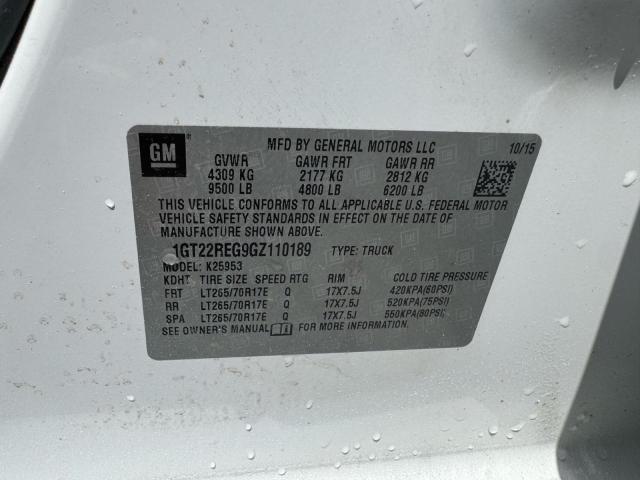 GM
MFD BY GENERAL MOTORS LLC 10/15
GVWR GAWR FRT GAWR RR
4309 KG 2177 KG 2812 KG
9500 LB 4800 LB 6200 LB
THIS VEHICLE CONFORMS TO ALL APPLICABLE U.S. FEDERAL MOTOR
VEHICLE SAFETY STANDARDS IN EFFECT ON THE DATE OF
MANUFACTURE SHOWN ABOVE.
1GT22REG9GZ110189 TYPE: TRUCK
MODEL: K25953
KDHT TIRE SIZE SPEED RTG RIM COLD TIRE PRESSURE
FRT LT265/70R17E Q 17X7.5J 420KPA(60PSI)
RR LT265/70R17E Q 17X7.5J 520KPA(75PSI)
SPA LT265/70R17E Q 17X7.5J 550KPA(80PSI)
SEE OWNER'S MANUAL FOR MORE INFORMATION.